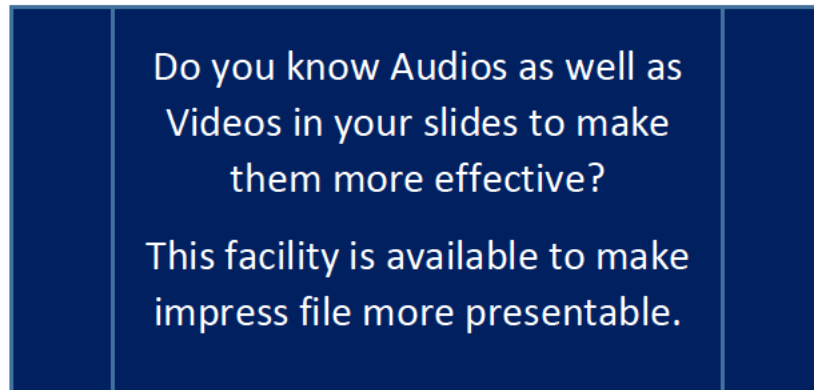 Do you know Audios as well as
Videos in your slides to make
them more effective?
This facility is available to make
impress file more presentable.